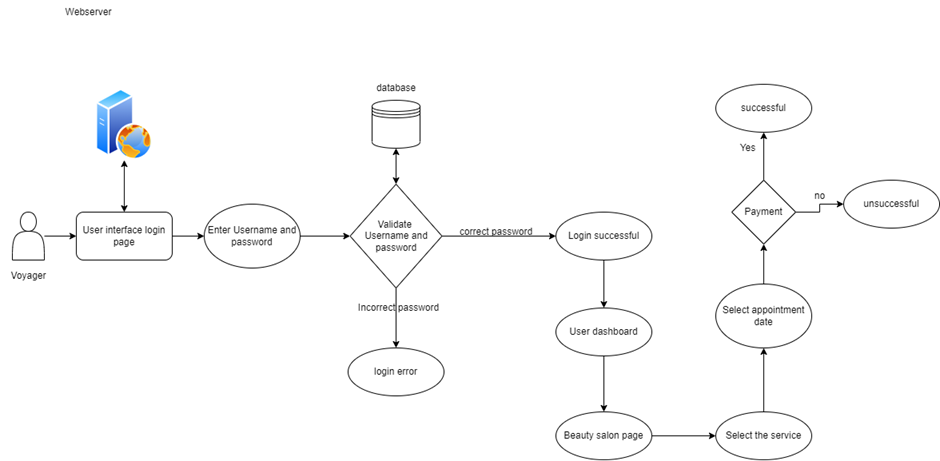 Webserver
database
successful
Yes
Payment
no
unsuccessful
User interface login
page
Enter Username and
password
Validate
Username and
password
correct password
Login successful
Voyager
Incorrect password
Select appointment
date
User dashboard
login error
Beauty salon page
Select the service